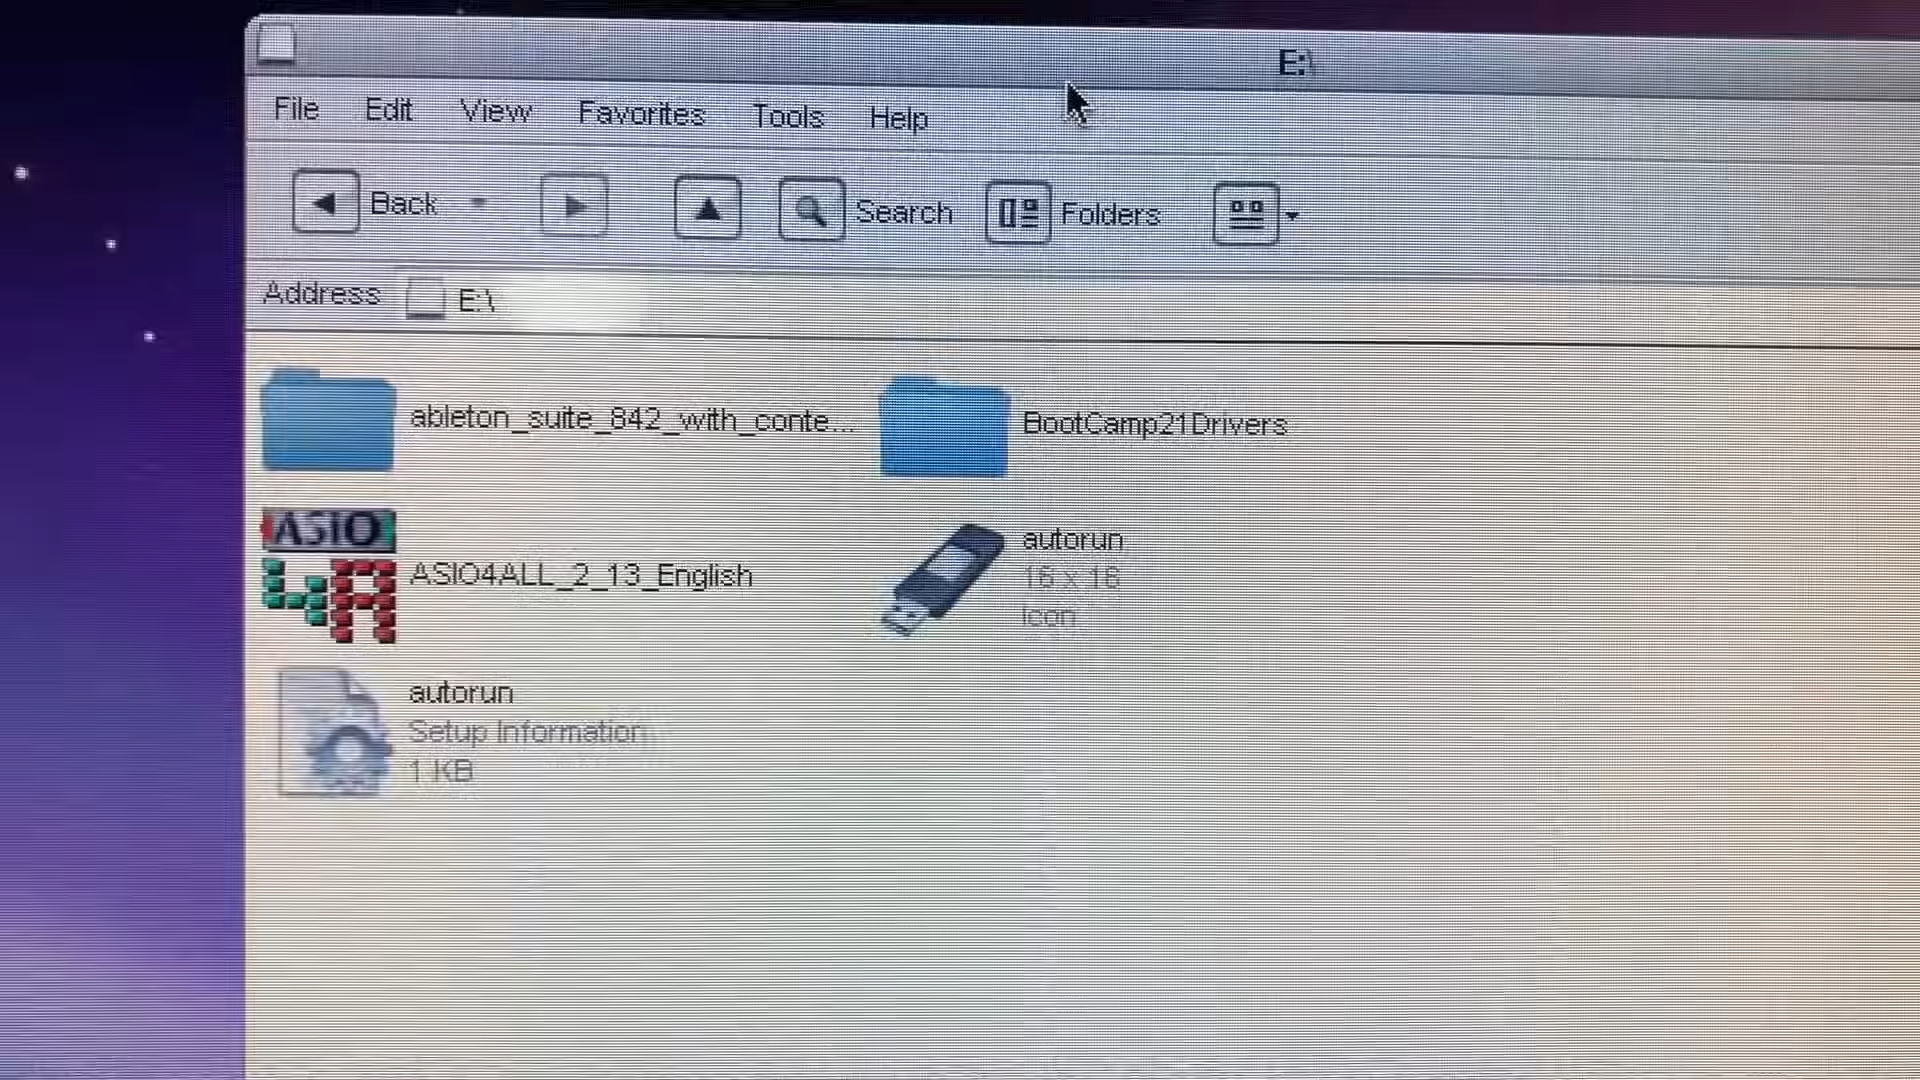 E:\
File Edit View Favorites Tools Help
Back Search Folders
Address E:\
ableton_suite_842_with_conte... BootCamp21Drivers
ASIO
4A
ASIO4ALL_2_13_English
autorun
16 x 16
Icon
autorun
Setup Information
1 KB